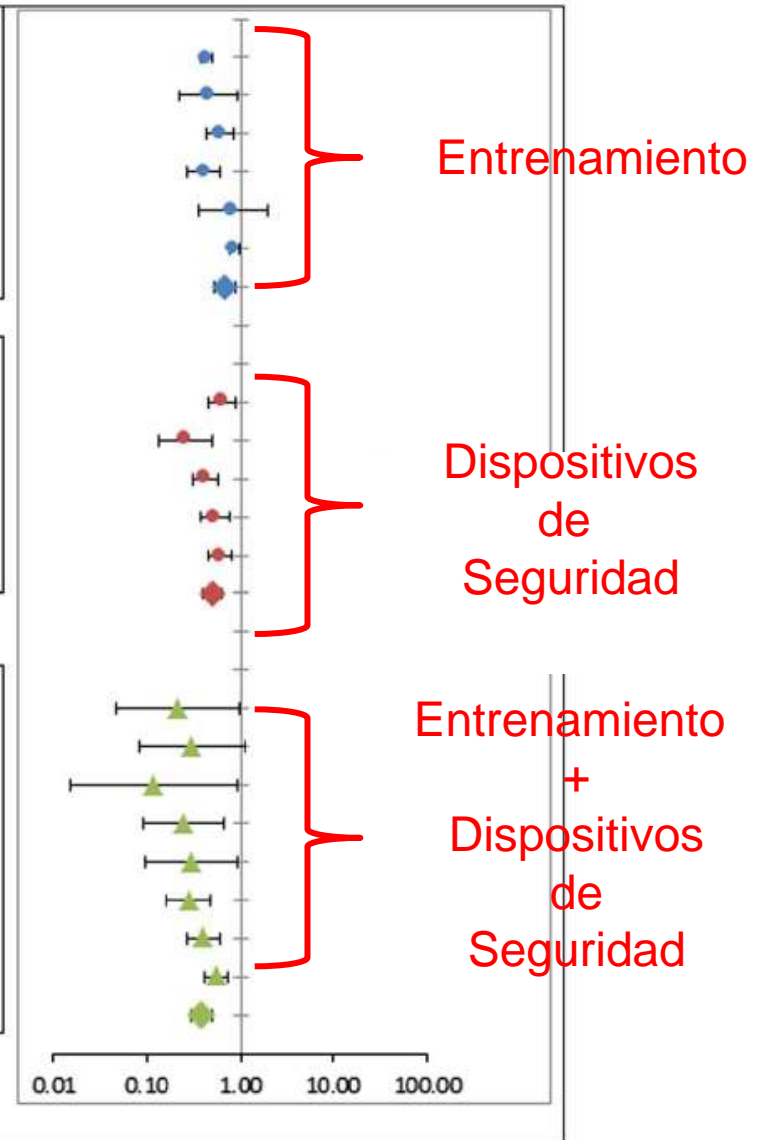 Entrenamiento
Dispositivos
de
Seguridad
Entrenamiento
+
Dispositivos
de
Seguridad
0.01 0.10 1.00 10.00 100.00